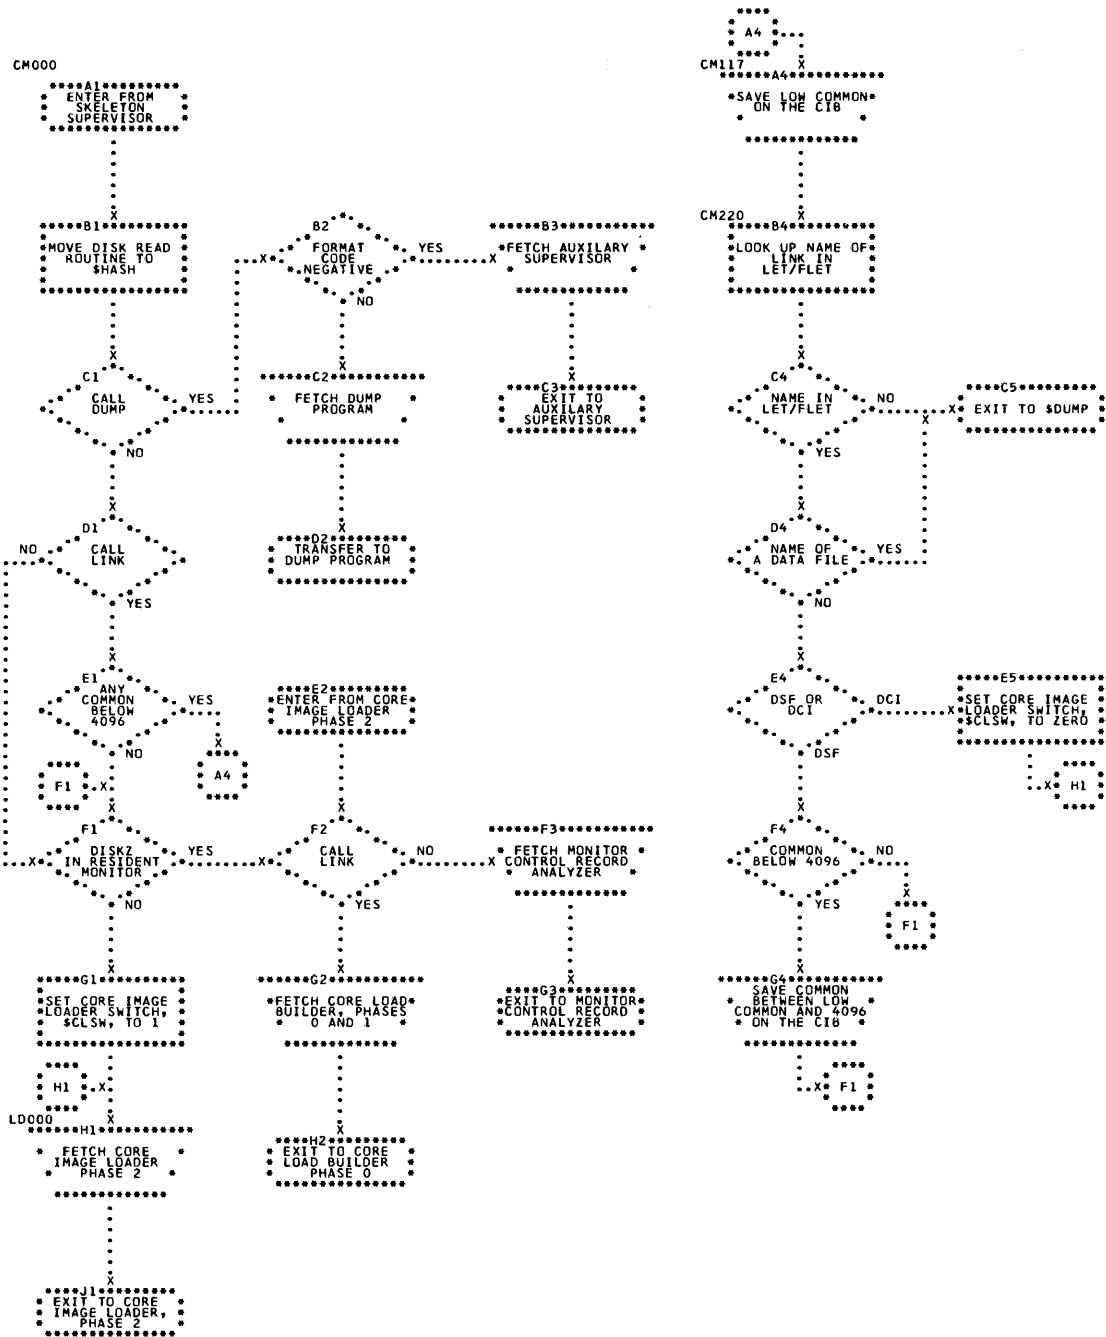 CM000
A1
ENTER FROM
SKELETON
SUPERVISOR
B1
MOVE DISK READ
ROUTINE TO
$HASH
C1
CALL
DUMP
YES
NO
D1
CALL
LINK
NO
YES
E1
ANY
COMMON
BELOW
4096
YES
NO
A4
F1
F1
DISKZ
IN RESIDENT
MONITOR
YES
NO
G1
SET CORE IMAGE
LOADER SWITCH,
$CLSW, TO 1
H1
LD000
H1
FETCH CORE
IMAGE LOADER
PHASE 2
J1
EXIT TO CORE
IMAGE LOADER,
PHASE 2
B2
FORMAT
CODE
NEGATIVE
YES
NO
C2
FETCH DUMP
PROGRAM
D2
TRANSFER TO
DUMP PROGRAM
E2
ENTER FROM CORE
IMAGE LOADER
PHASE 2
F2
CALL
LINK
NO
YES
G2
FETCH CORE LOAD
BUILDER, PHASES
0 AND 1
H2
EXIT TO CORE
LOAD BUILDER
PHASE 0
B3
FETCH AUXILARY
SUPERVISOR
C3
EXIT TO
AUXILARY
SUPERVISOR
F3
FETCH MONITOR
CONTROL RECORD
ANALYZER
G3
EXIT TO MONITOR
CONTROL RECORD
ANALYZER
A4
CM117
A4
SAVE LOW COMMON
ON THE CIB
CM220
B4
LOOK UP NAME OF
LINK IN
LET/FLET
C4
NAME IN
LET/FLET
NO
YES
C5
EXIT TO $DUMP
D4
NAME OF
A DATA FILE
YES
NO
E4
DSF OR
DCI
DCI
DSF
E5
SET CORE IMAGE
LOADER SWITCH,
$CLSW, TO ZERO
H1
F4
COMMON
BELOW 4096
NO
YES
F1
G4
SAVE COMMON
BETWEEN LOW
COMMON AND 4096
ON THE CIB
F1